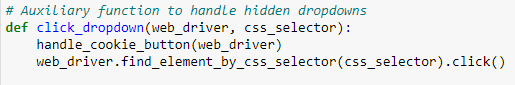 # Auxiliary function to handle hidden dropdowns
def click_dropdown(web_driver, css_selector):
    handle_cookie_button(web_driver)
    web_driver.find_element_by_css_selector(css_selector).click()